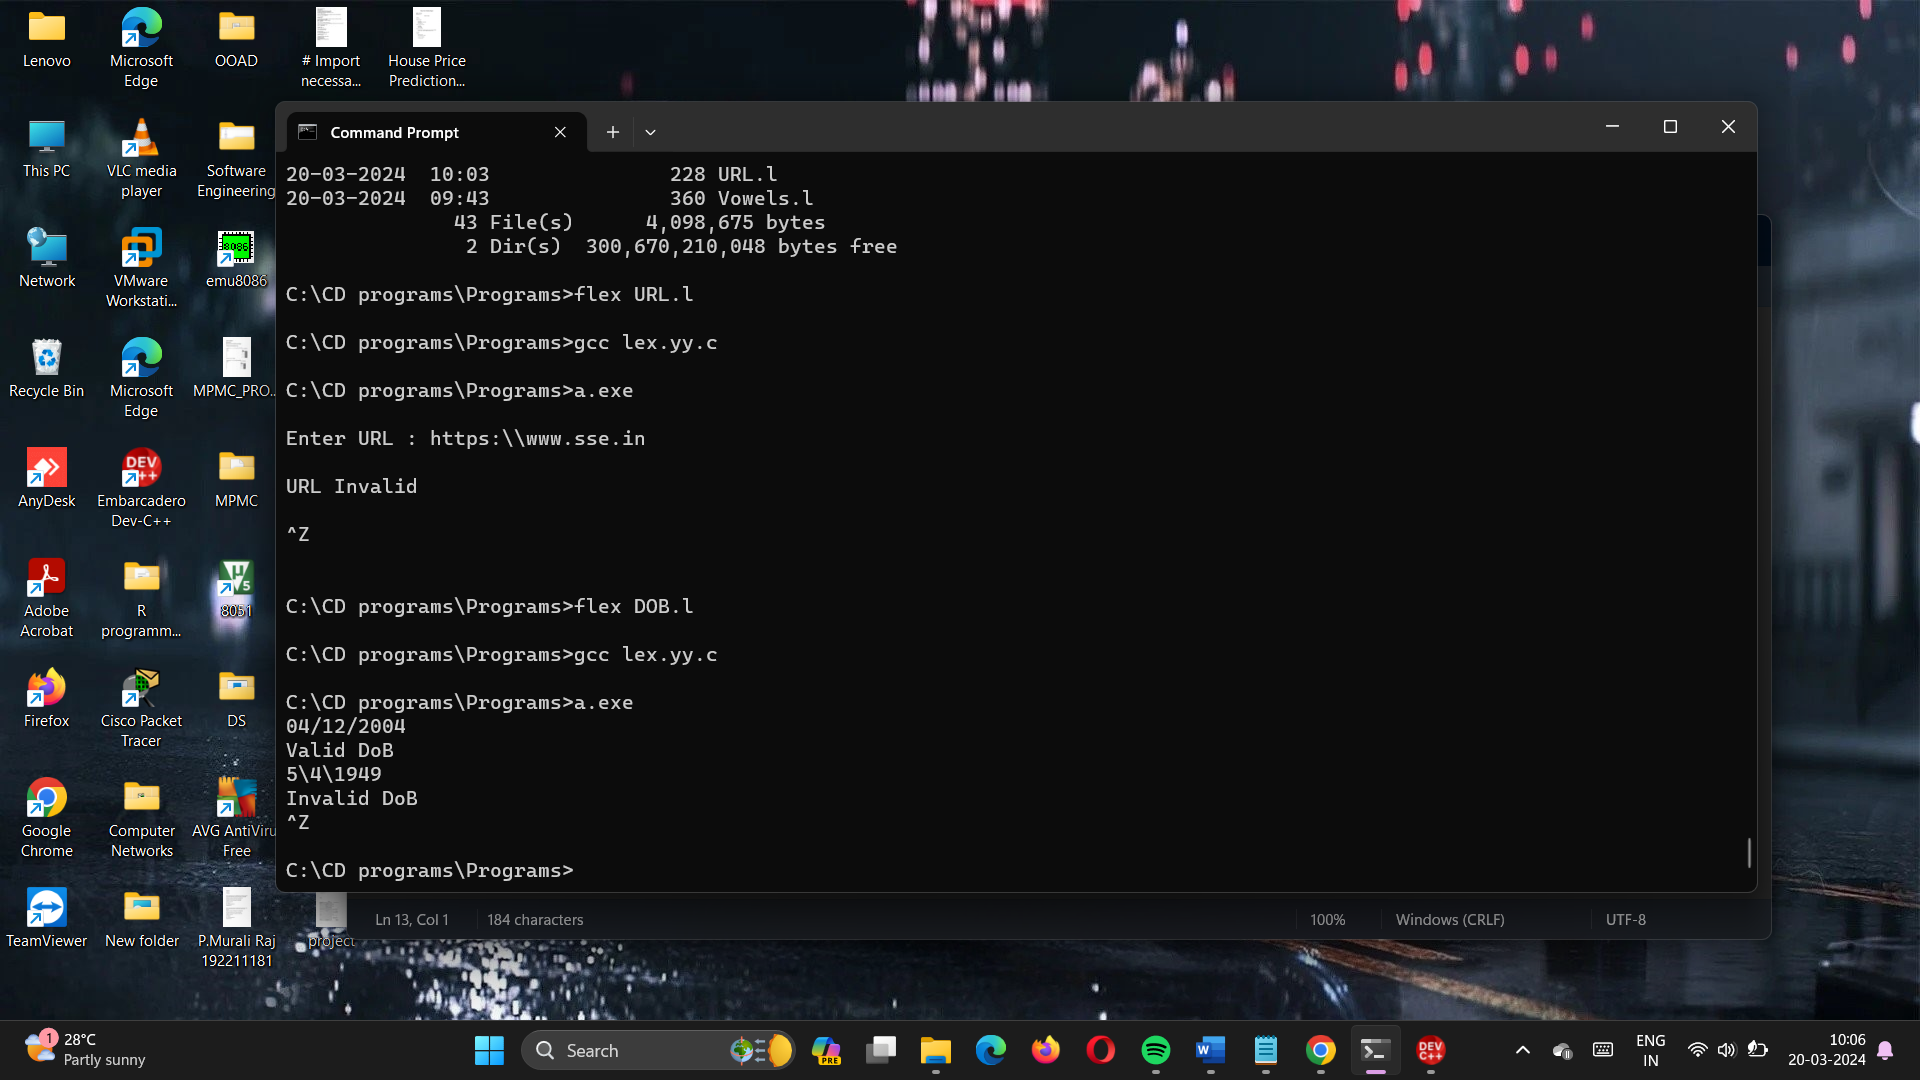 Lenovo
Microsoft
Edge
OOAD
# Import
necessa...
House Price
Prediction...
This PC
VLC media
player
Software
Engineering
Network
VMware
Workstati...
8086
emu8086
Recycle Bin
Microsoft
Edge
MPMC_PRO...
AnyDesk
DEV
C++
Embarcadero
Dev-C++
MPMC
Adobe
Acrobat
R
programm...
8051
Firefox
Cisco Packet
Tracer
DS
Google
Chrome
Computer
Networks
AVG AntiViru
Free
TeamViewer
New folder
P.Murali Raj
192211181
project
Command Prompt
20-03-2024  10:03               228 URL.l
20-03-2024  09:43               360 Vowels.l
43 File(s)      4,098,675 bytes
2 Dir(s)  300,670,210,048 bytes free
C:\CD programs\Programs>flex URL.l
C:\CD programs\Programs>gcc lex.yy.c
C:\CD programs\Programs>a.exe
Enter URL : https:\\www.sse.in
URL Invalid
^Z
C:\CD programs\Programs>flex DOB.l
C:\CD programs\Programs>gcc lex.yy.c
C:\CD programs\Programs>a.exe
04/12/2004
Valid DoB
5\4\1949
Invalid DoB
^Z
C:\CD programs\Programs>
Ln 13, Col 1
184 characters
100%
Windows (CRLF)
UTF-8
1
28°C
Partly sunny
Search
PRE
DEV
C++
ENG
IN
10:06
20-03-2024